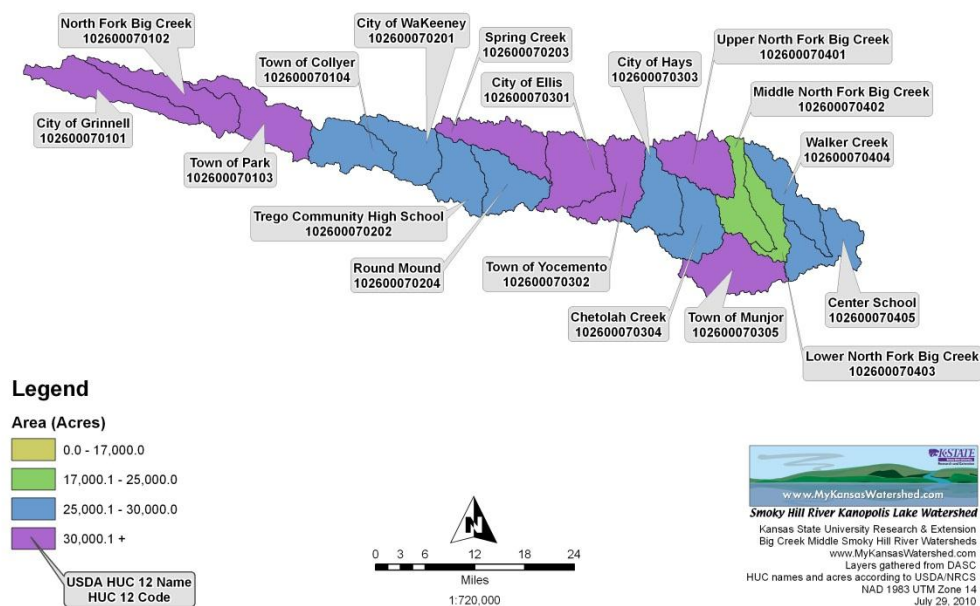 North Fork Big Creek
102600070102
City of WaKeeney
102600070201
Spring Creek
102600070203
City of Hays
102600070303
Upper North Fork Big Creek
102600070401
Town of Collyer
102600070104
City of Ellis
102600070301
Middle North Fork Big Creek
102600070402
City of Grinnell
102600070101
Walker Creek
102600070404
Town of Park
102600070103
Trego Community High School
102600070202
Round Mound
102600070204
Town of Yocemento
102600070302
Chetolah Creek
102600070304
Town of Munjor
102600070305
Center School
102600070405
Lower North Fork Big Creek
102600070403
Legend
Area (Acres)
0.0 - 17,000.0
17,000.1 - 25,000.0
25,000.1 - 30,000.0
30,000.1 +
USDA HUC 12 Name
HUC 12 Code
N
0 3 6 12 18 24
Miles
1:720,000
K-STATE
www.MyKansasWatershed.com
Smoky Hill River Kanopolis Lake Watershed
Kansas State University Research & Extension
Big Creek Middle Smoky Hill River Watersheds
www.MyKansasWatershed.com
Layers gathered from DASC
HUC names and acres according to USDA/NRCS
NAD 1983 UTM Zone 14
July 29, 2010